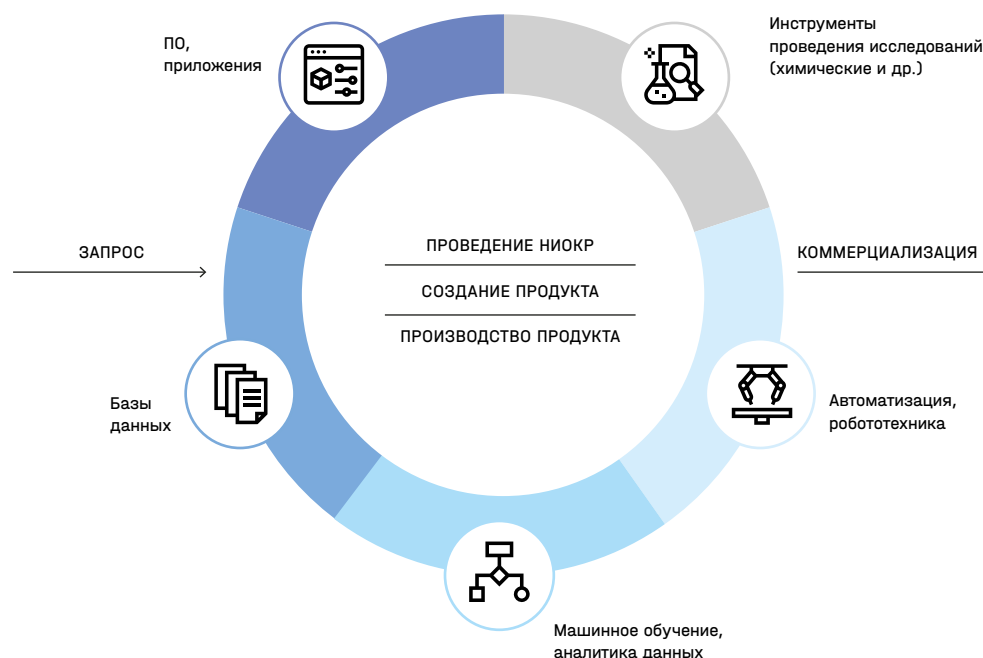 ПО,
приложения
Инструменты
проведения исследований
(химические и др.)
ЗАПРОС
ПРОВЕДЕНИЕ НИОКР
СОЗДАНИЕ ПРОДУКТА
ПРОИЗВОДСТВО ПРОДУКТА
КОММЕРЦИАЛИЗАЦИЯ
Базы
данных
Автоматизация,
робототехника
Машинное обучение,
аналитика данных